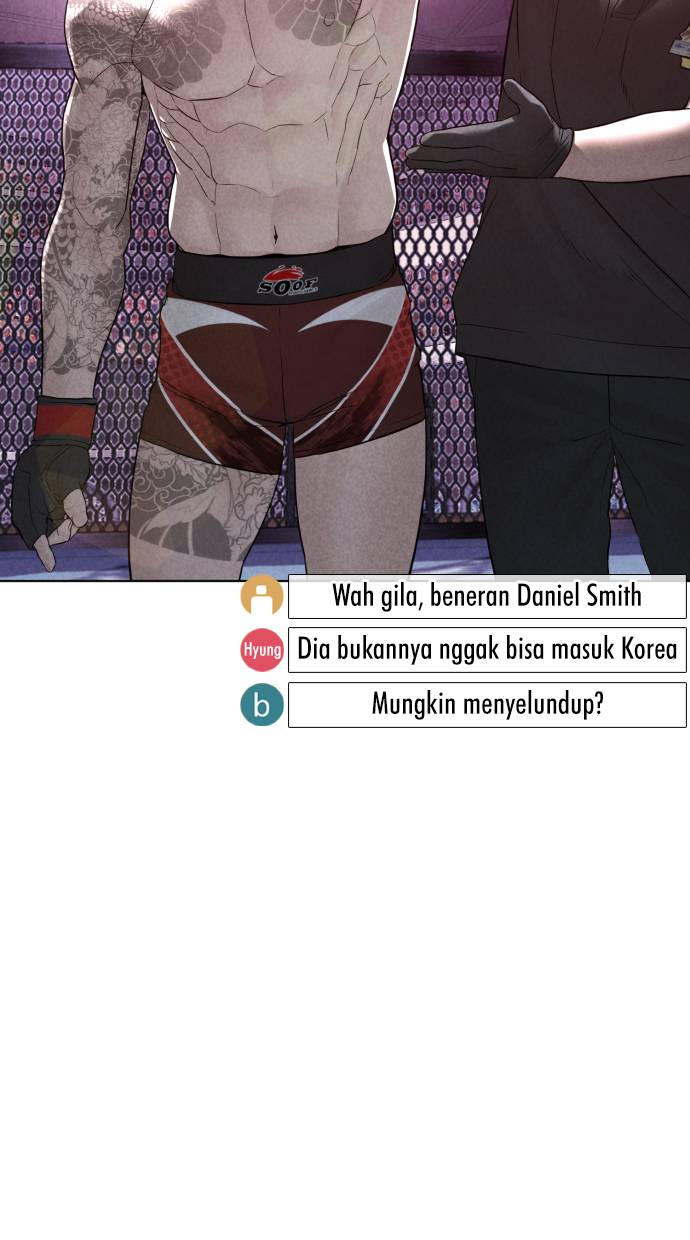 SOOF
Wah gila, beneran Daniel Smith
Hyung
Dia bukannya nggak bisa masuk Korea
b
Mungkin menyelundup?